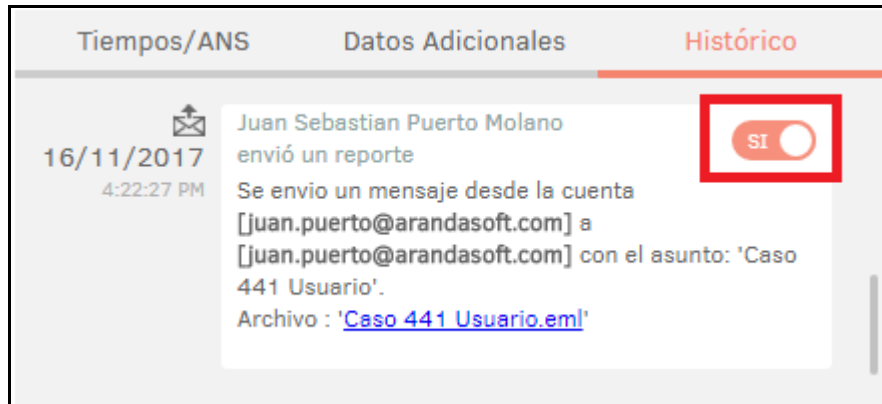 Tiempos/ANS Datos Adicionales Histórico
16/11/2017
4:22:27 PM
Juan Sebastian Puerto Molano
envió un reporte
SI
Se envio un mensaje desde la cuenta
[juan.puerto@arandasoft.com] a
[juan.puerto@arandasoft.com] con el asunto: 'Caso
441 Usuario'.
Archivo : 'Caso 441 Usuario.eml'